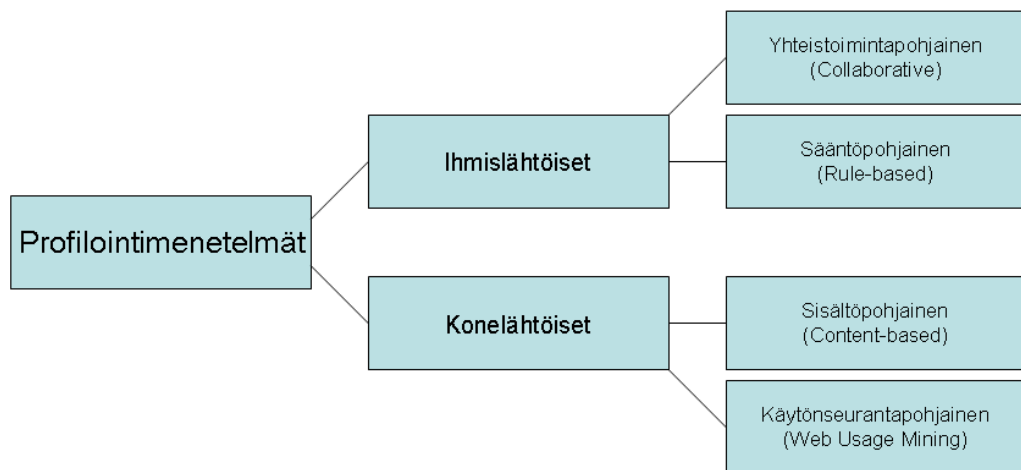 Profilointimenetelmät
Ihmislähtöiset
Yhteistoimintapohjainen
(Collaborative)
Sääntöpohjainen
(Rule-based)
Konelähtöiset
Sisältöpohjainen
(Content-based)
Käytönseurantapohjainen
(Web Usage Mining)